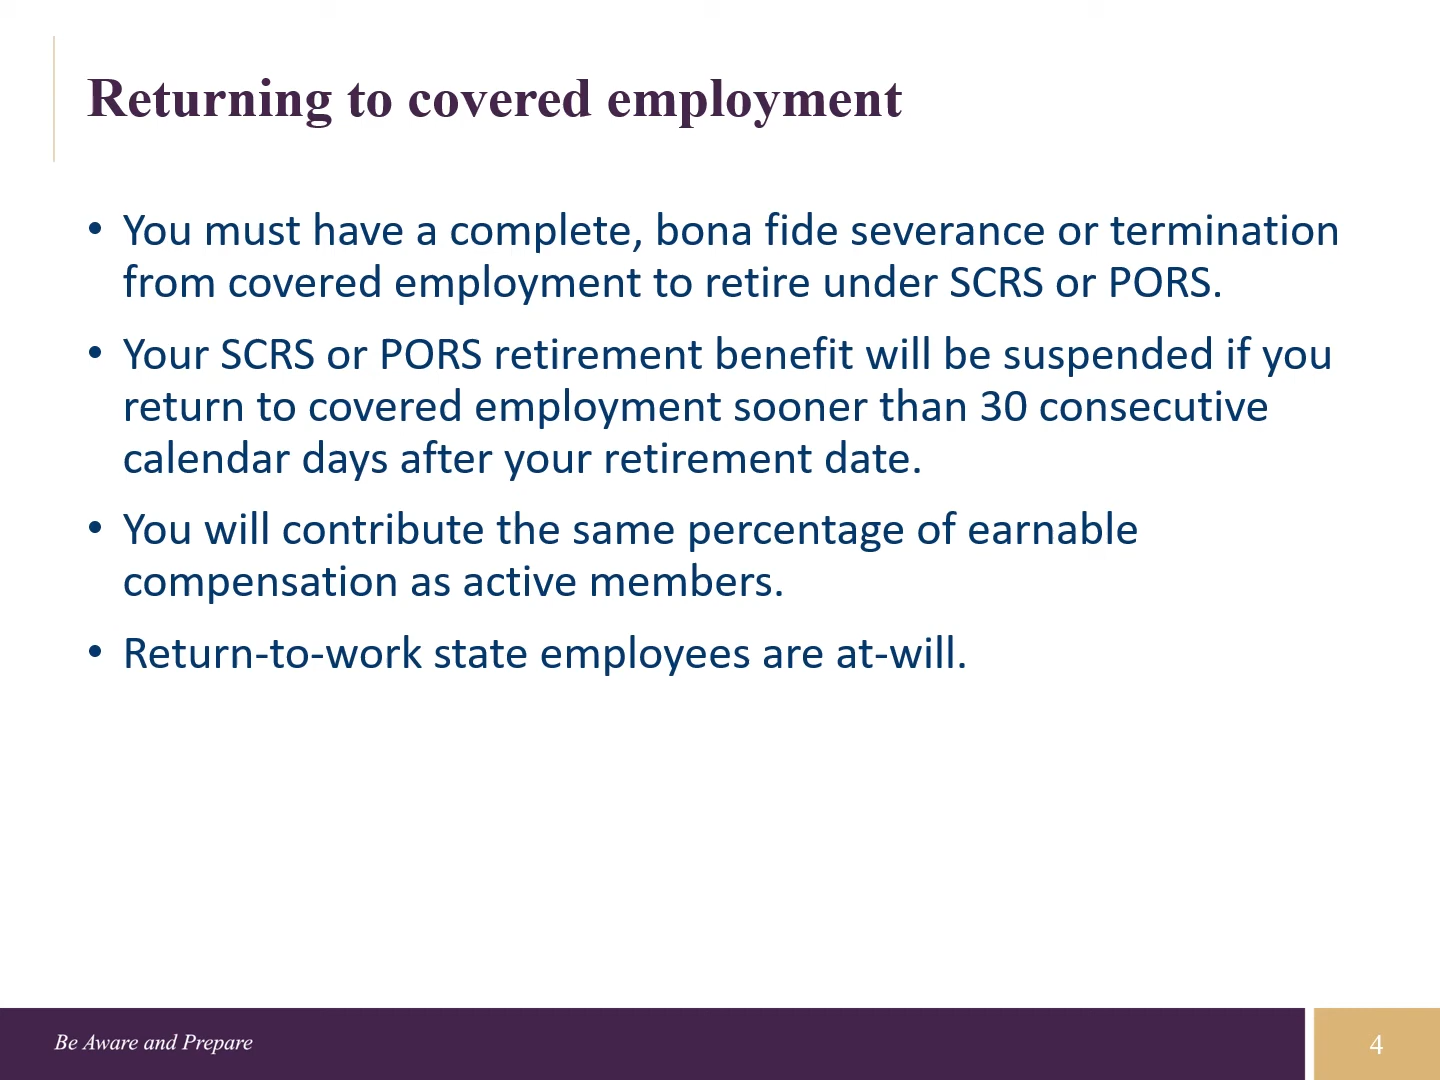 Returning to covered employment
• You must have a complete, bona fide severance or termination
from covered employment to retire under SCRS or PORS.
• Your SCRS or PORS retirement benefit will be suspended if you
return to covered employment sooner than 30 consecutive
calendar days after your retirement date.
• You will contribute the same percentage of earnable
compensation as active members.
• Return-to-work state employees are at-will.
Be Aware and Prepare
4